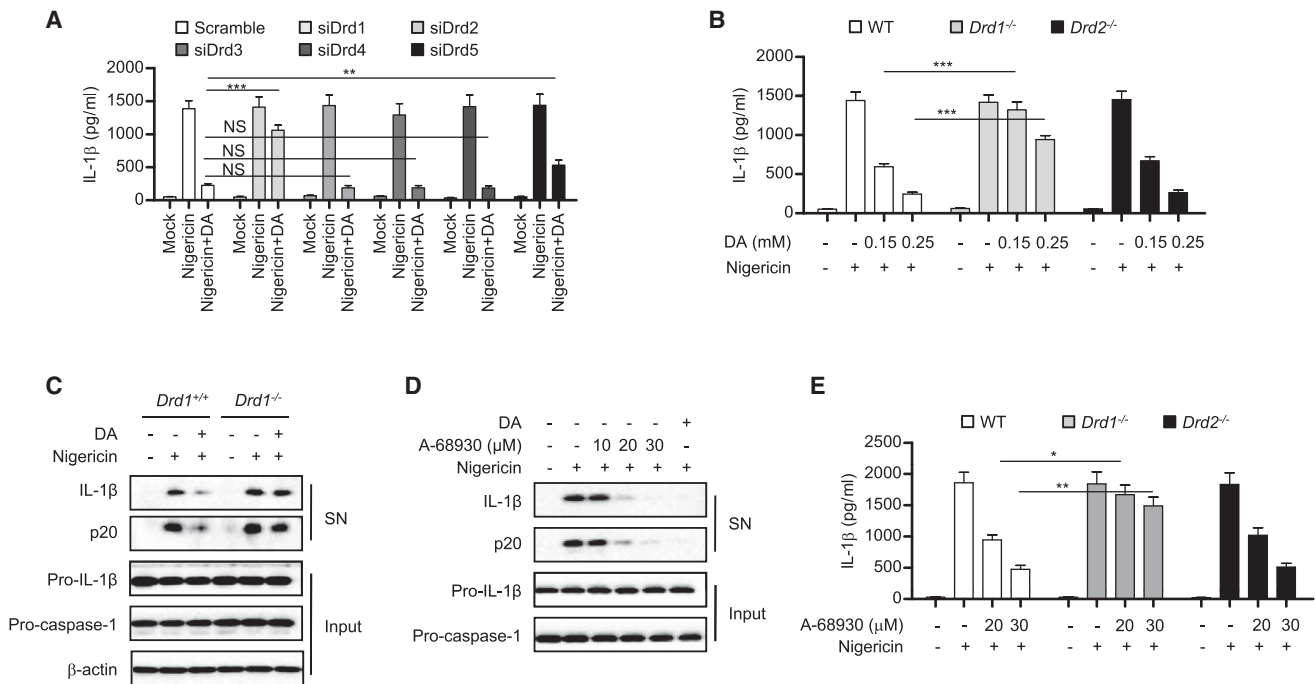 A
Scramble siDrd1 siDrd2
siDrd3 siDrd4 siDrd5
IL-1β (pg/ml)
2000
1500
1000
500
0
**
***
NS
NS
NS
Mock
Nigericin
Nigericin+DA
Mock
Nigericin
Nigericin+DA
Mock
Nigericin
Nigericin+DA
Mock
Nigericin
Nigericin+DA
Mock
Nigericin
Nigericin+DA
Mock
Nigericin
Nigericin+DA
B
WT Drd1-/- Drd2-/-
IL-1β (pg/ml)
2000
1500
1000
500
0
***
***
DA (mM) - - 0.15 0.25 - - 0.15 0.25 - - 0.15 0.25
Nigericin - + + + - + + + - + + +
C
Drd1+/+ Drd1-/-
DA - - + - - +
Nigericin - + + - + +
IL-1β
p20
SN
Pro-IL-1β
Pro-caspase-1
β-actin
Input
D
DA - - - - - +
A-68930 (μM) - - 10 20 30 -
Nigericin - + + + + +
IL-1β
p20
SN
Pro-IL-1β
Pro-caspase-1
Input
E
WT Drd1-/- Drd2-/-
IL-1β (pg/ml)
2500
2000
1500
1000
500
0
*
**
A-68930 (μM) - - 20 30 - - 20 30 - - 20 30
Nigericin - + + + - + + + - + + +